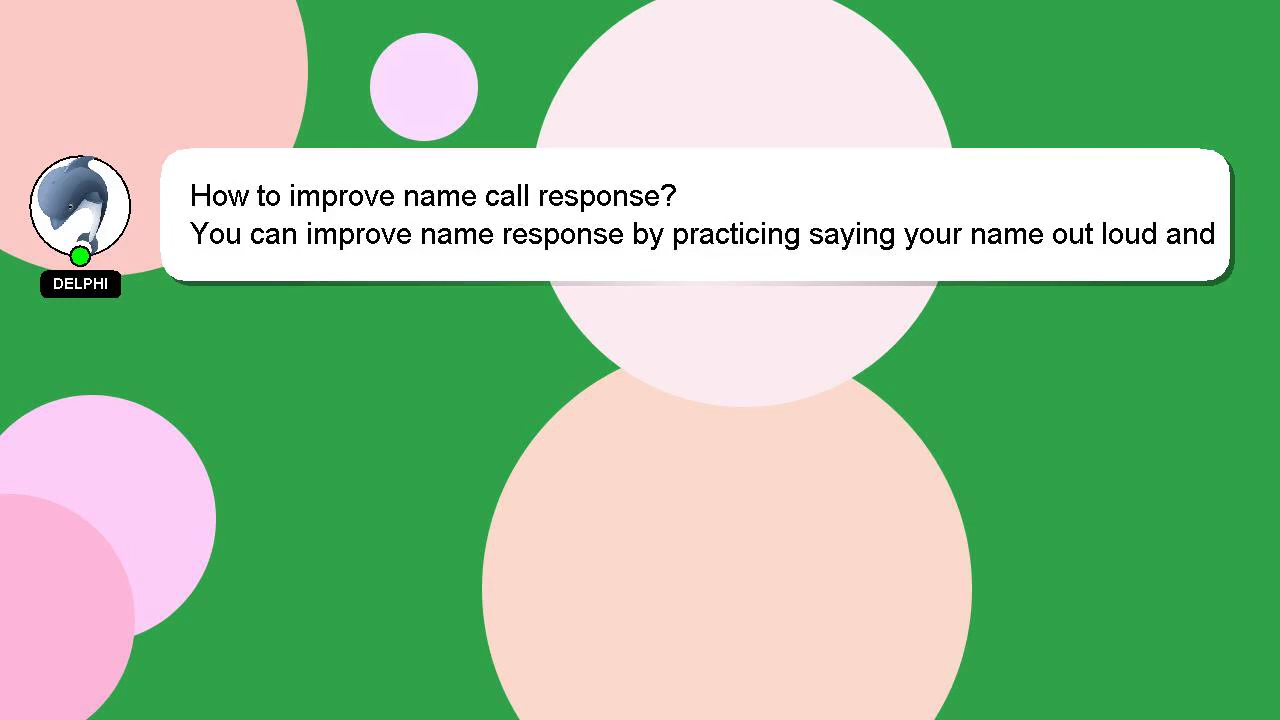 How to improve name call response?
You can improve name response by practicing saying your name out loud and
DELPHI